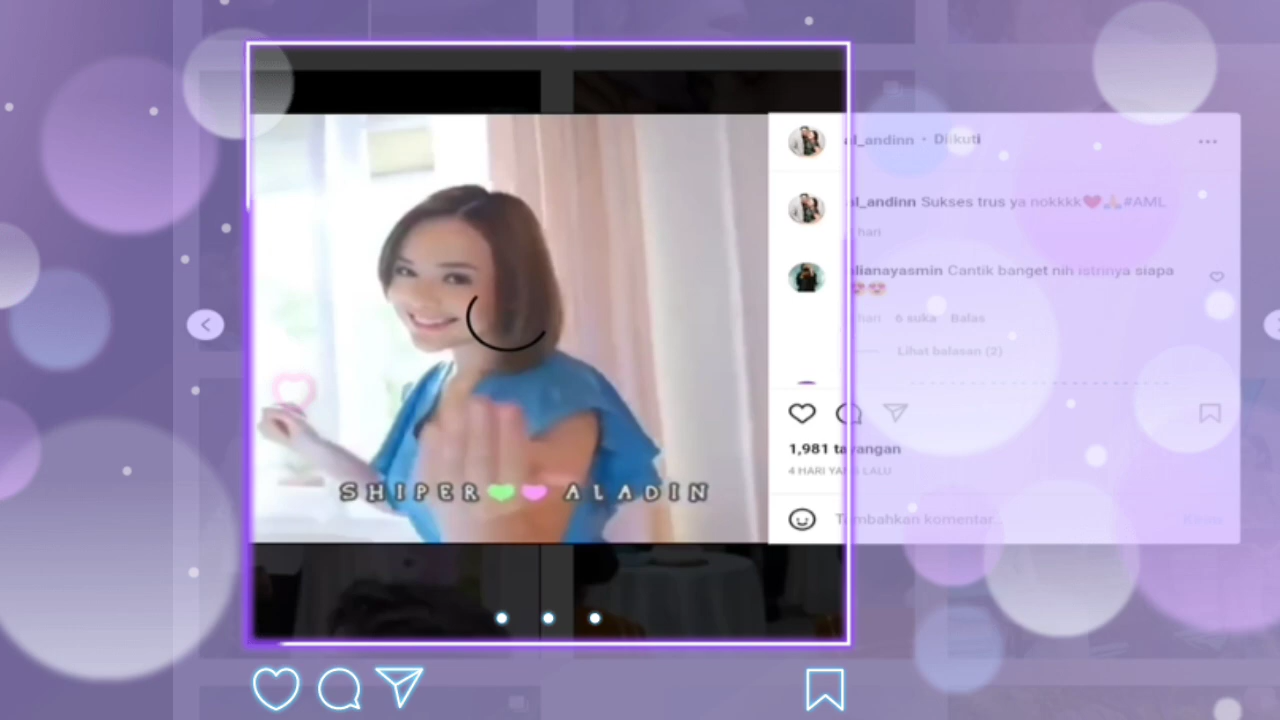 al_andinn • Diikuti
al_andinn Sukses trus ya nokkkk❤️🙏#AML
hari
lianayasmin Cantik banget nih istrinya siapa
😍😍
hari 6 suka Balas
Lihat balasan (2)
1,981 tayangan
4 HARI YANG LALU
Tambahkan komentar...
Kirim
SHIPER💚💗 ALADIN